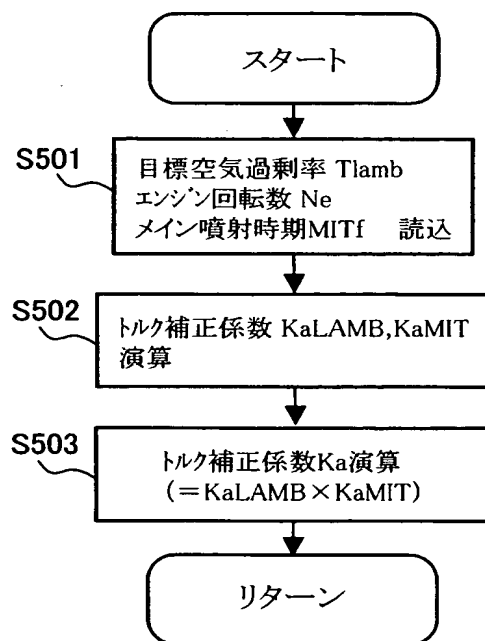 スタート
S501
目標空気過剰率 Tlamb
エンジン回転数 Ne
メイン噴射時期MITf 読込
S502
トルク補正係数 KaLAMB,KaMIT
演算
S503
トルク補正係数Ka演算
(=KaLAMB×KaMIT)
リターン